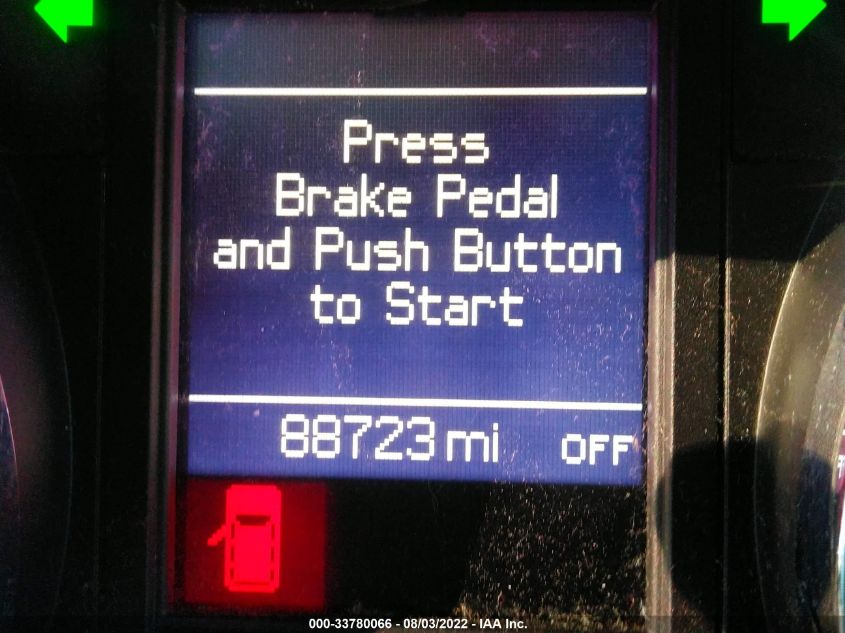 Press
Brake Pedal
and Push Button
to Start
88723 mi OFF
000-33780066 - 08/03/2022 - IAA Inc.